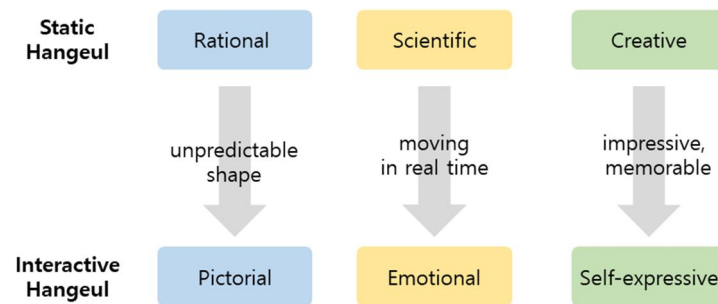 Static
Hangeul
Rational
Scientific
Creative
unpredictable
shape
moving
in real time
impressive,
memorable
Interactive
Hangeul
Pictorial
Emotional
Self-expressive